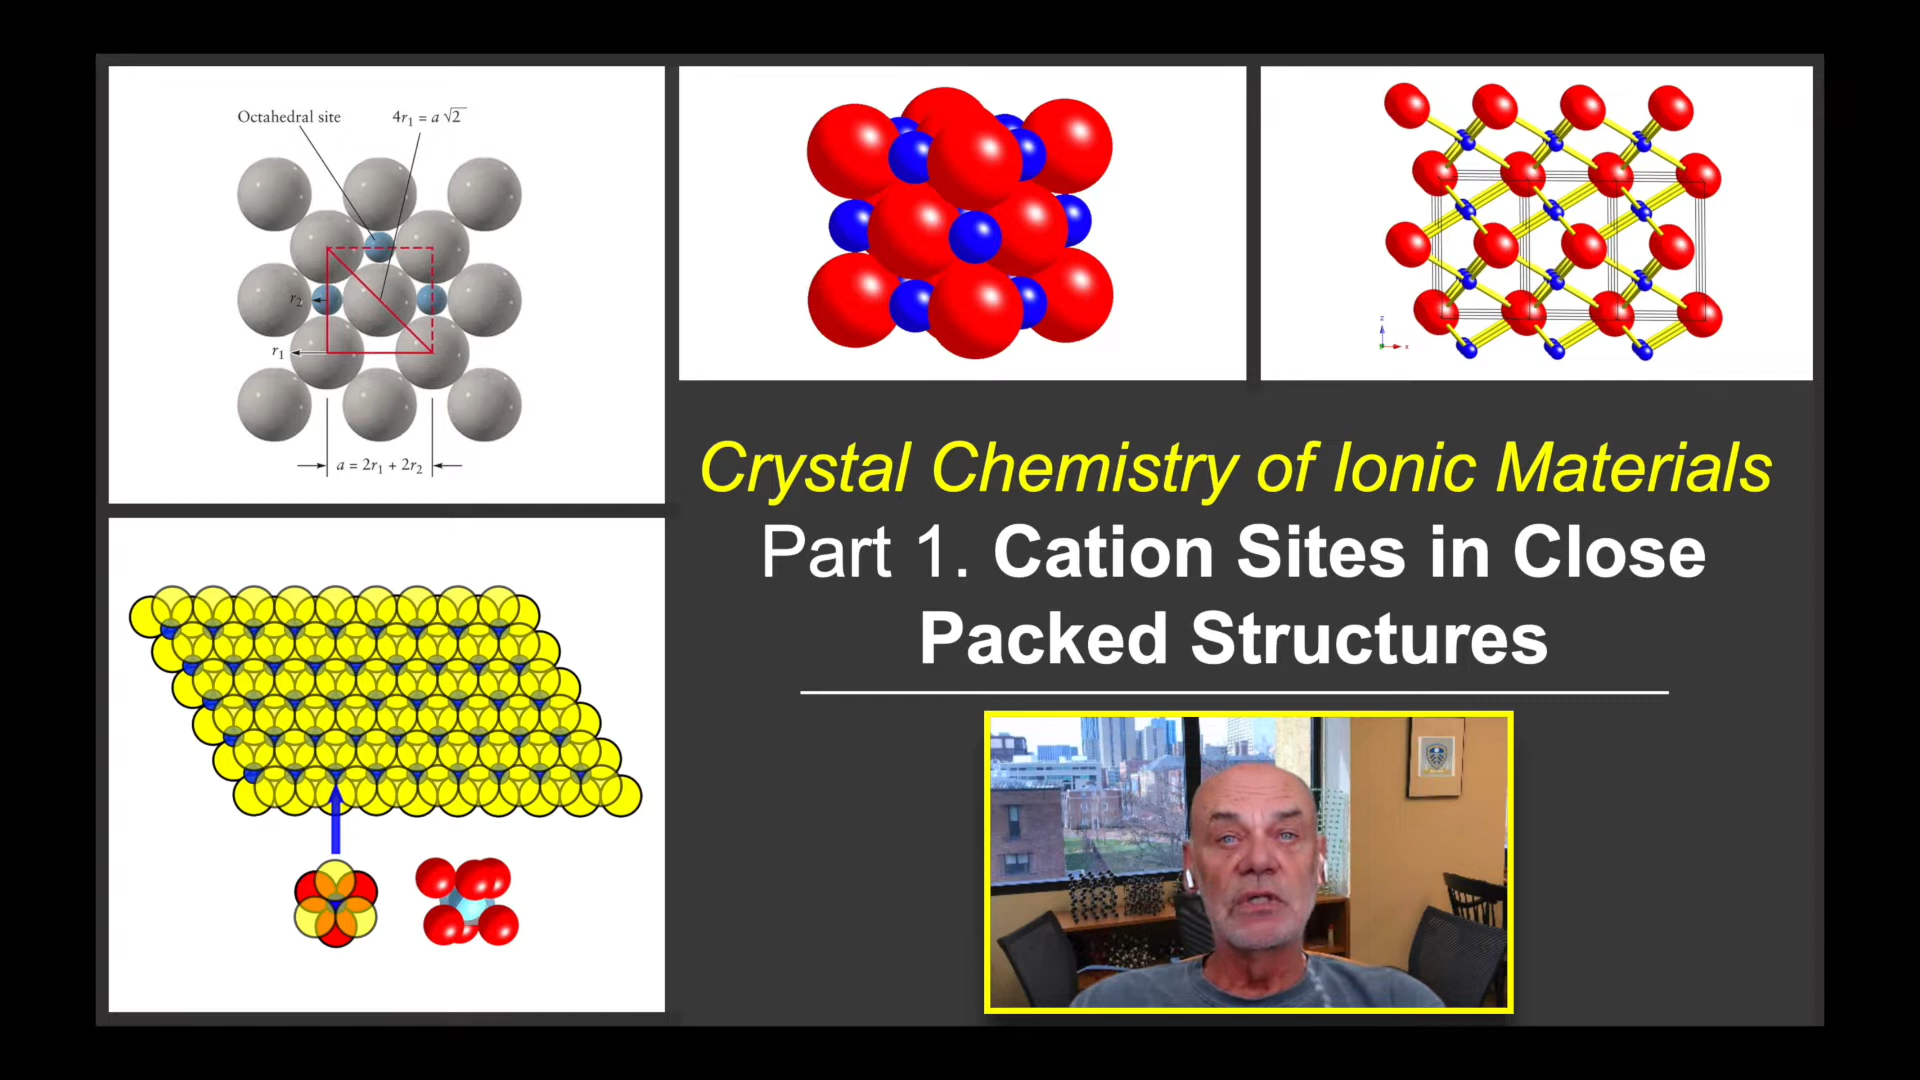 Octahedral site
4r₁ = a √2
r₂
r₁
a = 2r₁ + 2r₂
z
x
Crystal Chemistry of Ionic Materials
Part 1. Cation Sites in Close
Packed Structures